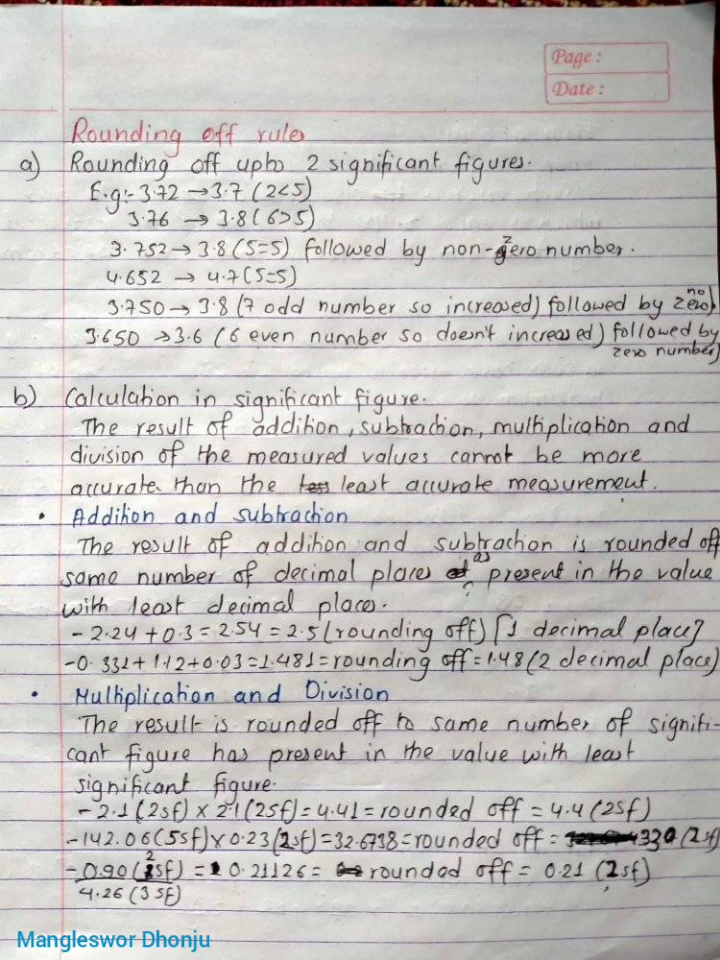 Page :
Date :
Rounding off rules
a) Rounding off upto 2 significant figures.
E.g:- 3.72 → 3.7 (2<5)
3.76 → 3.8 (6>5)
3.752 → 3.8 (5=5) followed by non-zero number.
4.652 → 4.7 (5=5)
3.750 → 3.8 (7 odd number so increased) followed by zero no)
3.650 → 3.6 (6 even number so doesn't increased) followed by
zero number)
b) Calculation in significant figure.
The result of addition, subtraction, multiplication and
division of the measured values cannot be more
accurate than the least accurate measurement.
• Addition and subtraction
The result of addition and subtraction is rounded off
same number of decimal places as present in the value
with least decimal places.
- 2.24 + 0.3 = 2.54 = 2.5 (rounding off) [1 decimal place]
- 0.331 + 1.12 + 0.03 = 1.481 = rounding off = 1.48 (2 decimal place)
• Multiplication and Division
The result is rounded off to same number of signifi-
cant figure has present in the value with least
significant figure.
- 2.1 (2sf) × 2.1 (2sf) = 4.41 = rounded off = 4.4 (2sf)
- 142.06 (5sf) × 0.23 (2sf) = 32.6738 = rounded off = 33 (2sf)
- 0.90 (2sf) = 0.21126 = rounded off = 0.21 (2sf)
4.26 (3sf)
Mangleswor Dhonju